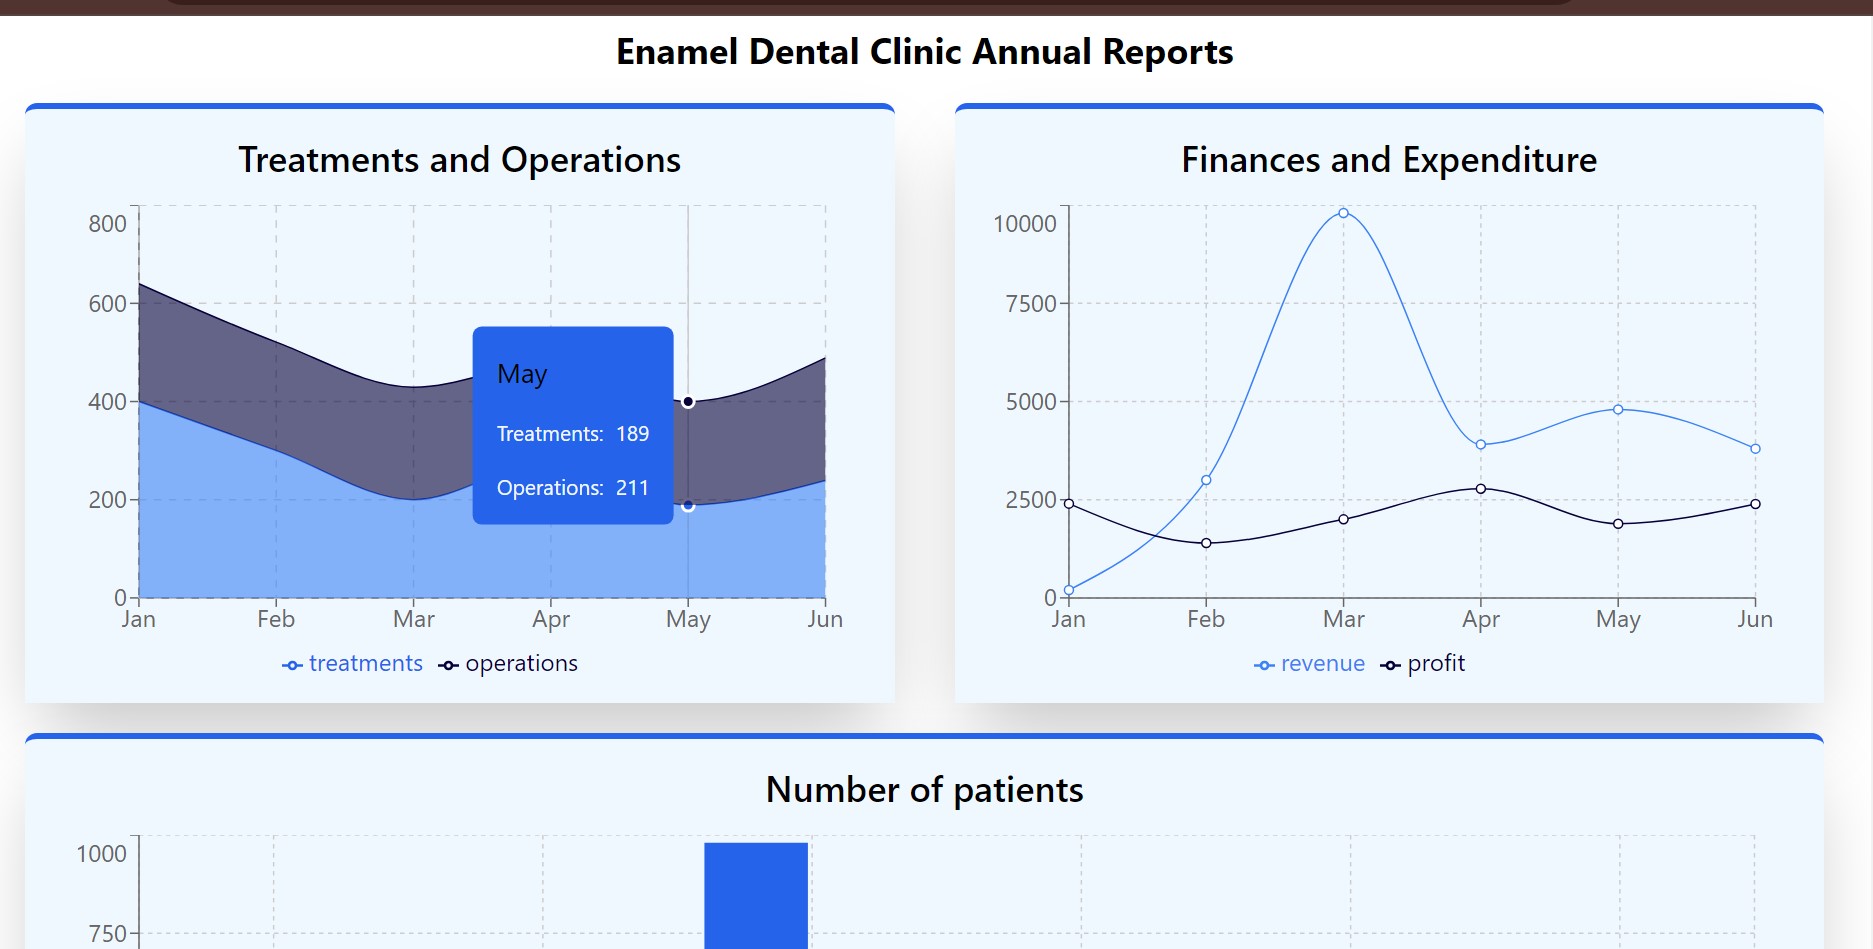 Enamel Dental Clinic Annual Reports
Treatments and Operations
800
600
400
200
0
Jan Feb Mar Apr May Jun
May
Treatments: 189
Operations: 211
treatments operations
Finances and Expenditure
10000
7500
5000
2500
0
Jan Feb Mar Apr May Jun
revenue profit
Number of patients
1000
750